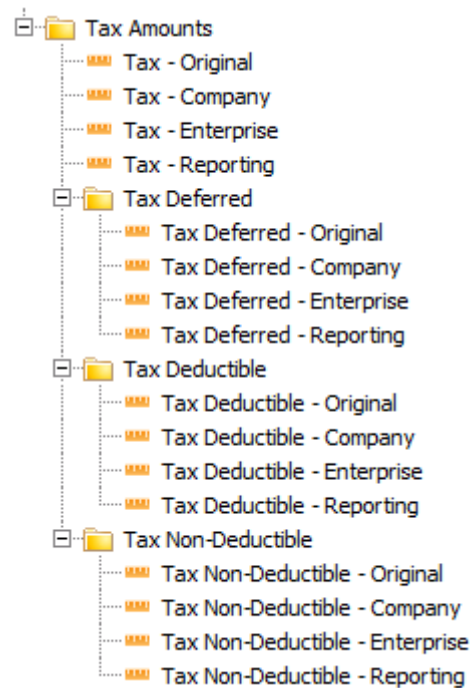 Tax Amounts
Tax - Original
Tax - Company
Tax - Enterprise
Tax - Reporting
Tax Deferred
Tax Deferred - Original
Tax Deferred - Company
Tax Deferred - Enterprise
Tax Deferred - Reporting
Tax Deductible
Tax Deductible - Original
Tax Deductible - Company
Tax Deductible - Enterprise
Tax Deductible - Reporting
Tax Non-Deductible
Tax Non-Deductible - Original
Tax Non-Deductible - Company
Tax Non-Deductible - Enterprise
Tax Non-Deductible - Reporting